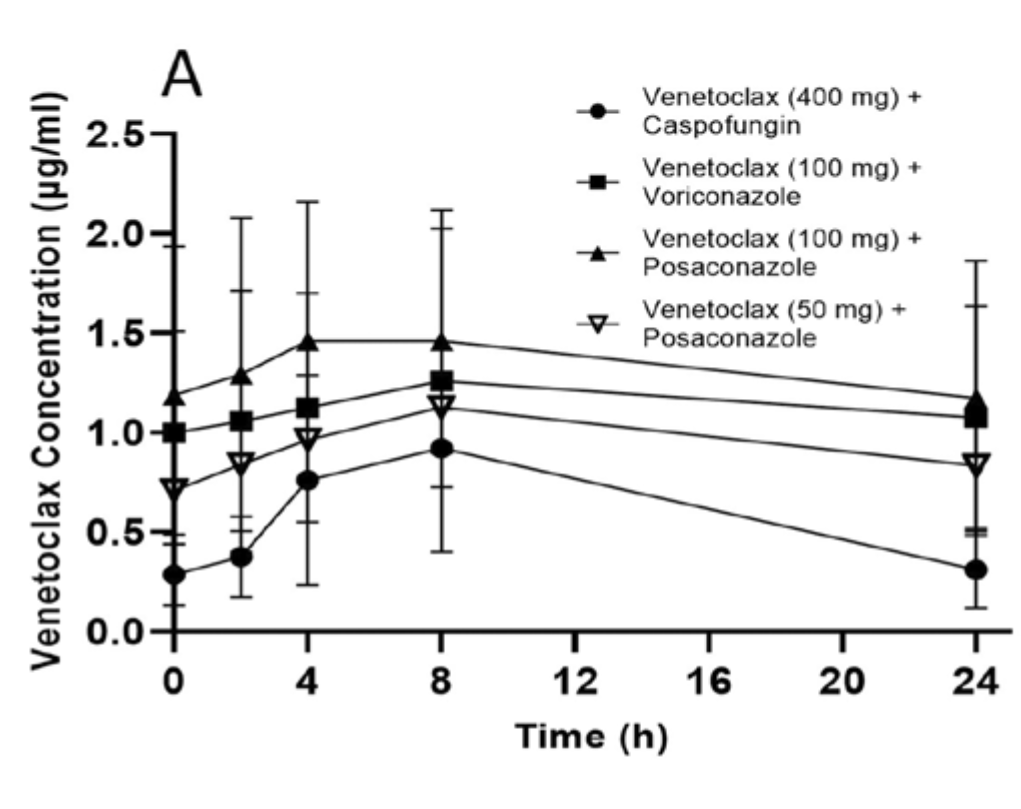 A
Venetoclax Concentration (µg/ml)
2.5
2.0
1.5
1.0
0.5
0.0
Venetoclax (400 mg) +
Caspofungin
Venetoclax (100 mg) +
Voriconazole
Venetoclax (100 mg) +
Posaconazole
Venetoclax (50 mg) +
Posaconazole
0 4 8 12 16 20 24
Time (h)